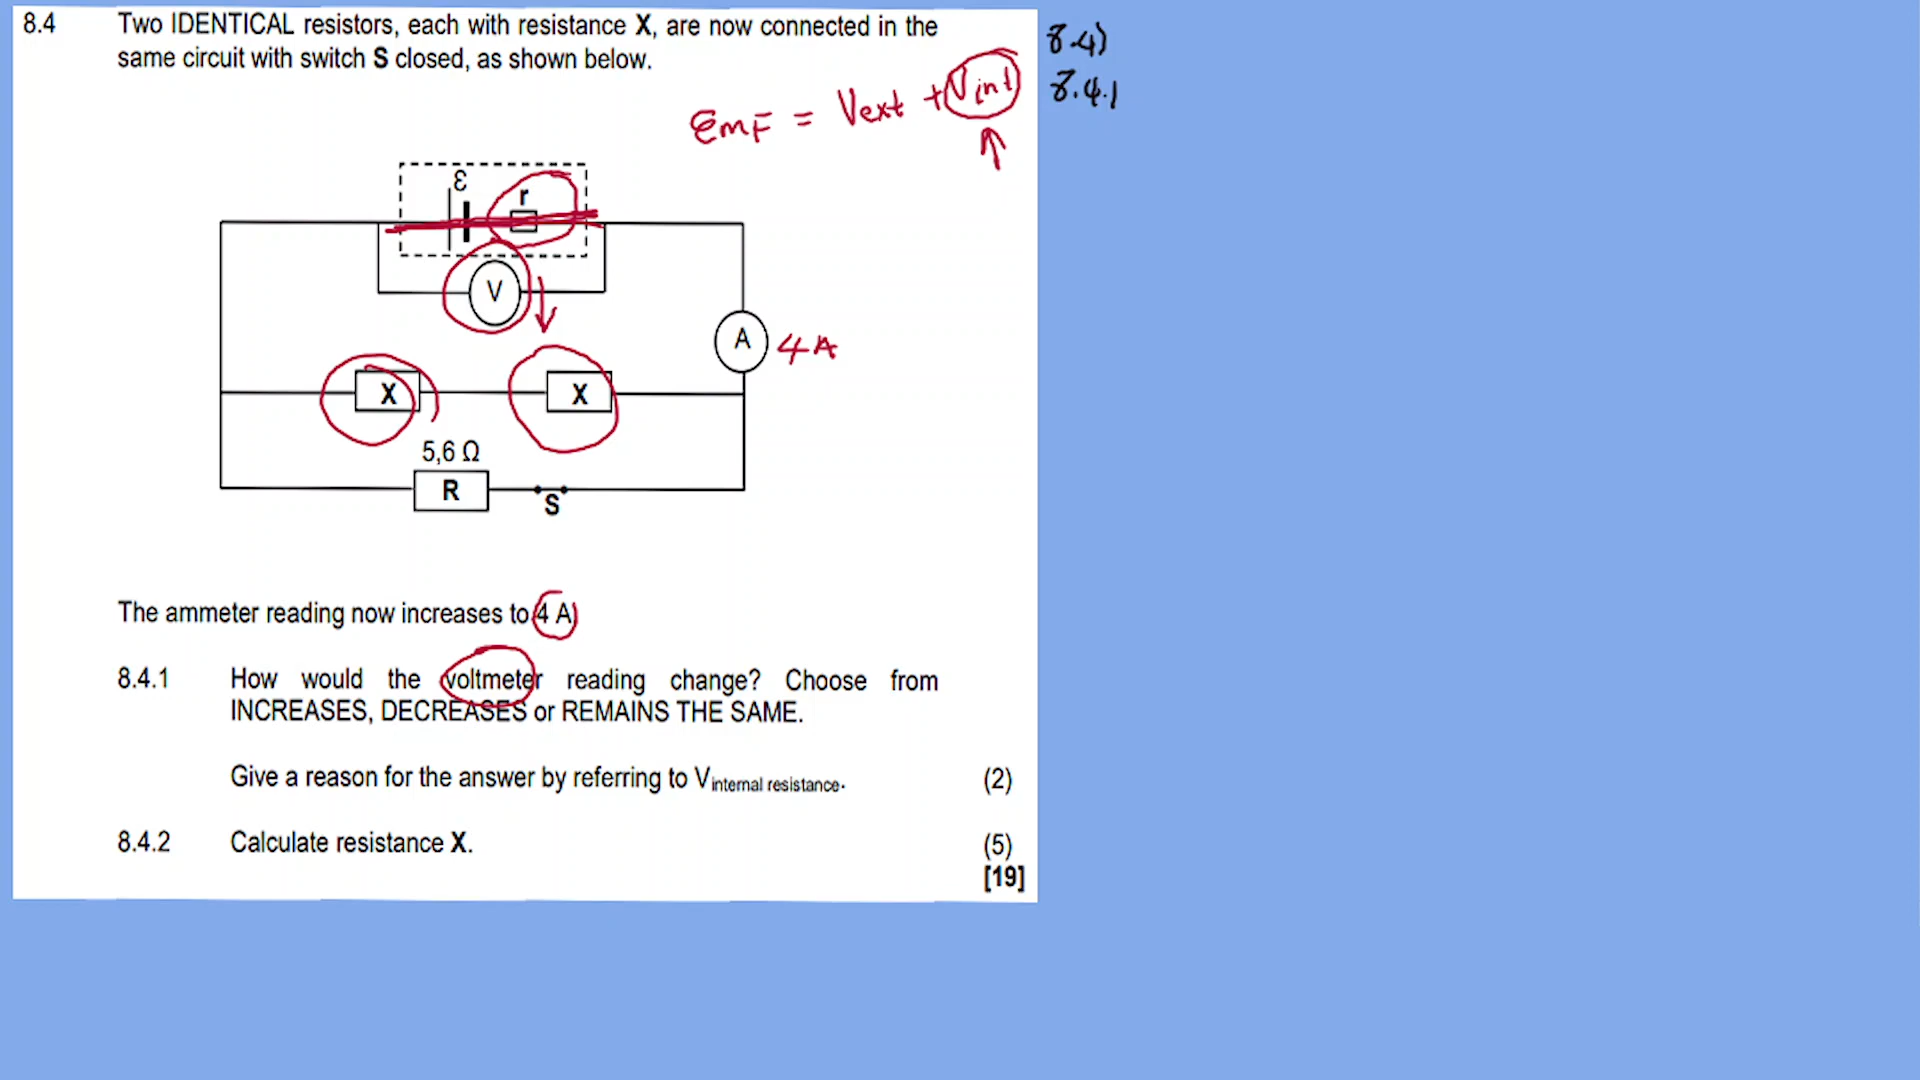 8.4 Two IDENTICAL resistors, each with resistance X, are now connected in the
same circuit with switch S closed, as shown below.
8.4)
8.4.1
EmF = Vext + Vint
ε
r
V
A 4A
X X
5,6 Ω
R
S
The ammeter reading now increases to 4 A
8.4.1 How would the voltmeter reading change? Choose from
INCREASES, DECREASES or REMAINS THE SAME.
Give a reason for the answer by referring to Vinternal resistance. (2)
8.4.2 Calculate resistance X. (5)
[19]